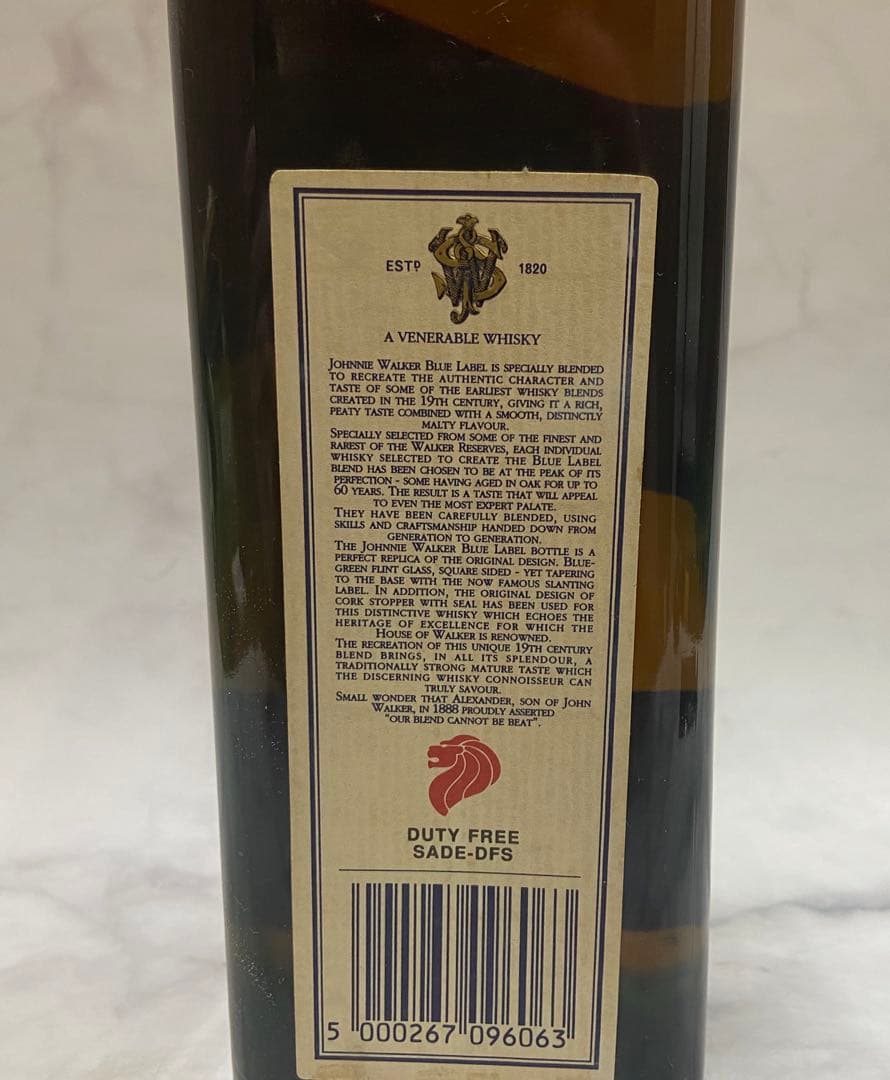 ESTD 1820
A VENERABLE WHISKY
JOHNNIE WALKER BLUE LABEL IS SPECIALLY BLENDED
TO RECREATE THE AUTHENTIC CHARACTER AND
TASTE OF SOME OF THE EARLIEST WHISKY BLENDS
CREATED IN THE 19TH CENTURY, GIVING IT A RICH,
PEATY TASTE COMBINED WITH A SMOOTH, DISTINCTLY
MALTY FLAVOUR.
SPECIALLY SELECTED FROM SOME OF THE FINEST AND
RAREST OF THE WALKER RESERVES, EACH INDIVIDUAL
WHISKY SELECTED TO CREATE THE BLUE LABEL
BLEND HAS BEEN CHOSEN TO BE AT THE PEAK OF ITS
PERFECTION - SOME HAVING AGED IN OAK FOR UP TO
60 YEARS. THE RESULT IS A TASTE THAT WILL APPEAL
TO EVEN THE MOST EXPERT PALATE.
THEY HAVE BEEN CAREFULLY BLENDED, USING
SKILLS AND CRAFTSMANSHIP HANDED DOWN FROM
GENERATION TO GENERATION.
THE JOHNNIE WALKER BLUE LABEL BOTTLE IS A
PERFECT REPLICA OF THE ORIGINAL DESIGN. BLUE-
GREEN FLINT GLASS, SQUARE SIDED - YET TAPERING
TO THE BASE WITH THE NOW FAMOUS SLANTING
LABEL. IN ADDITION, THE ORIGINAL DESIGN OF
CORK STOPPER WITH SEAL HAS BEEN USED FOR
THIS DISTINCTIVE WHISKY WHICH ECHOES THE
HERITAGE OF EXCELLENCE FOR WHICH THE
HOUSE OF WALKER IS RENOWNED.
THE RECREATION OF THIS UNIQUE 19TH CENTURY
BLEND BRINGS, IN ALL ITS SPLENDOUR, A
TRADITIONALLY STRONG MATURE TASTE WHICH
THE DISCERNING WHISKY CONNOISSEUR CAN
TRULY SAVOUR.
SMALL WONDER THAT ALEXANDER, SON OF JOHN
WALKER, IN 1888 PROUDLY ASSERTED
"OUR BLEND CANNOT BE BEAT".
DUTY FREE
SADE-DFS
5 000267 096063